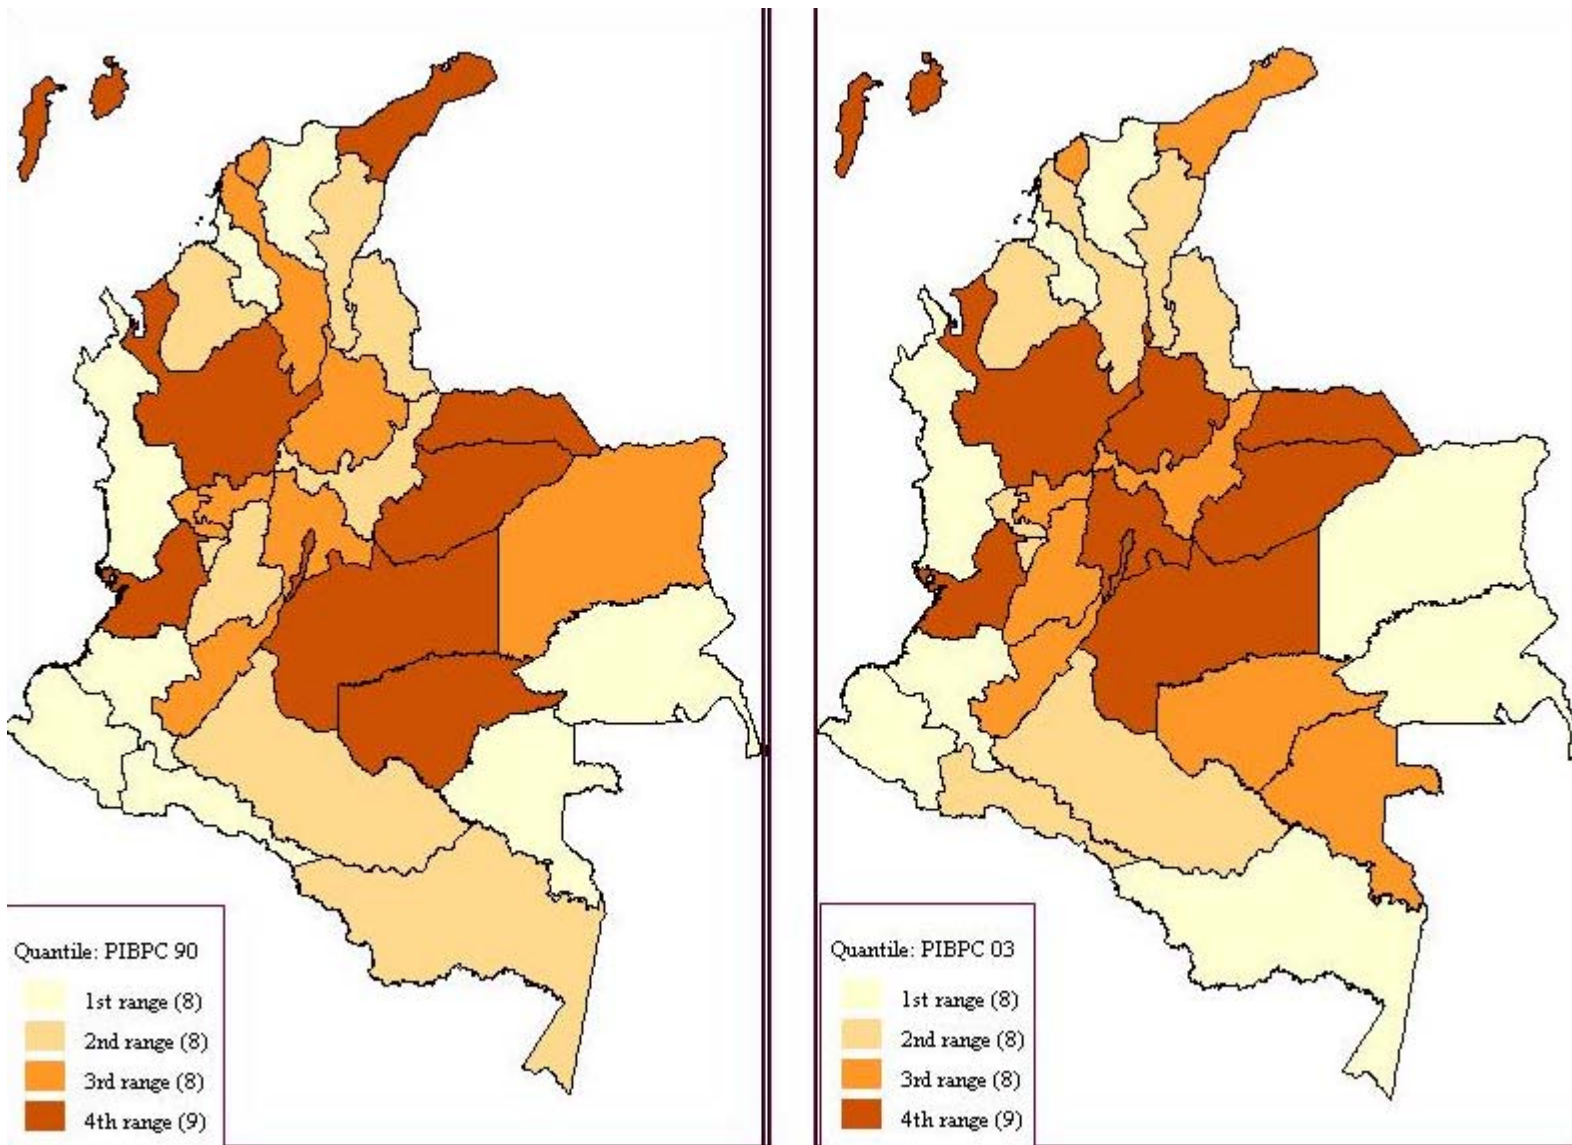 Quantile: PIBPC 90
1st range (8)
2nd range (8)
3rd range (8)
4th range (9)
Quantile: PIBPC 03
1st range (8)
2nd range (8)
3rd range (8)
4th range (9)